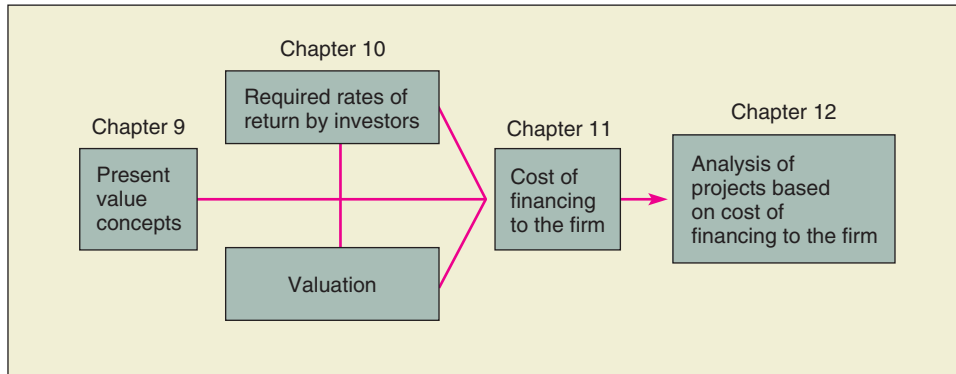 Chapter 10
Required rates of
return by investors
Chapter 9
Present
value
concepts
Valuation
Chapter 11
Cost of
financing
to the firm
Chapter 12
Analysis of
projects based
on cost of
financing to the firm